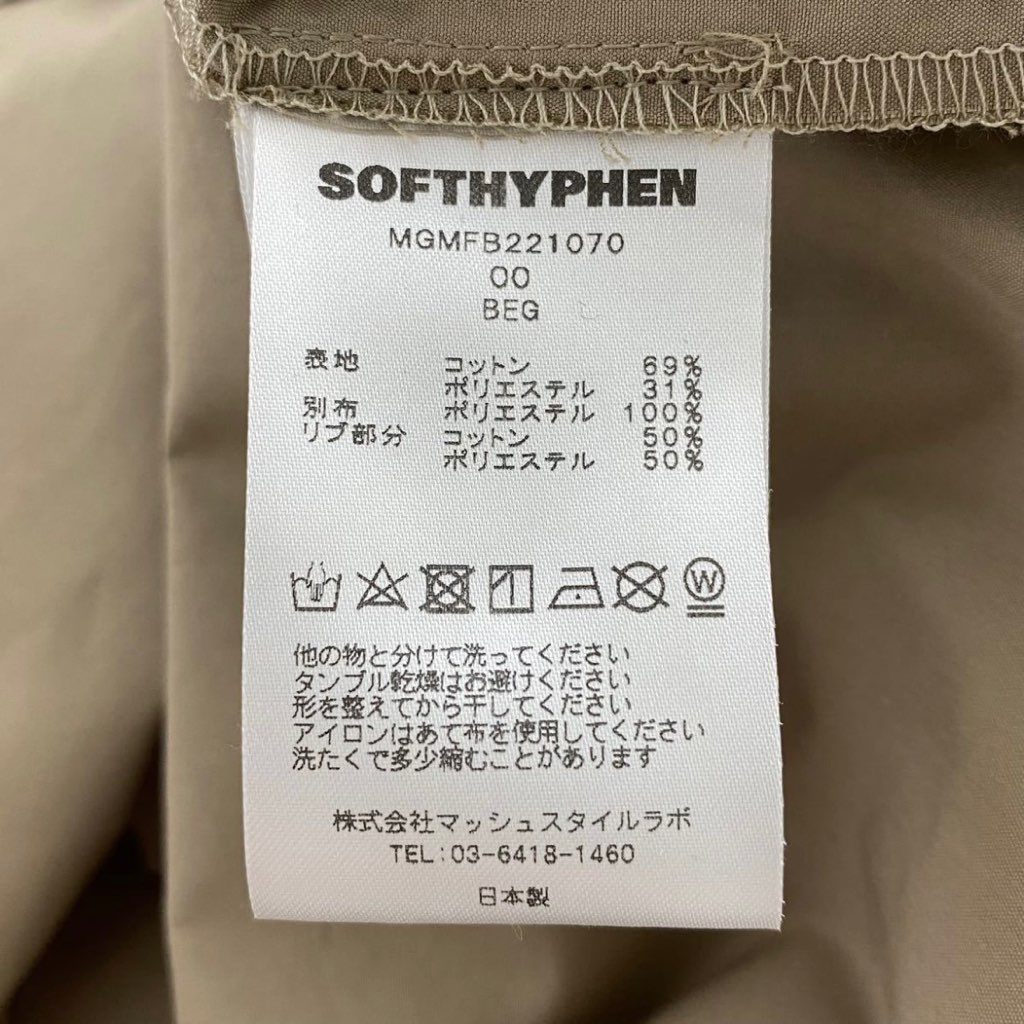 SOFTHYPHEN
MGMFB221070
00
BEG
表地 コットン 69%
ポリエステル 31%
別布 ポリエステル 100%
リブ部分 コットン 50%
ポリエステル 50%
W
他の物と分けて洗ってください
タンブル乾燥はお避けください
形を整えてから干してください
アイロンはあて布を使用してください
洗たくで多少縮むことがあります
株式会社マッシュスタイルラボ
TEL:03-6418-1460
日本製